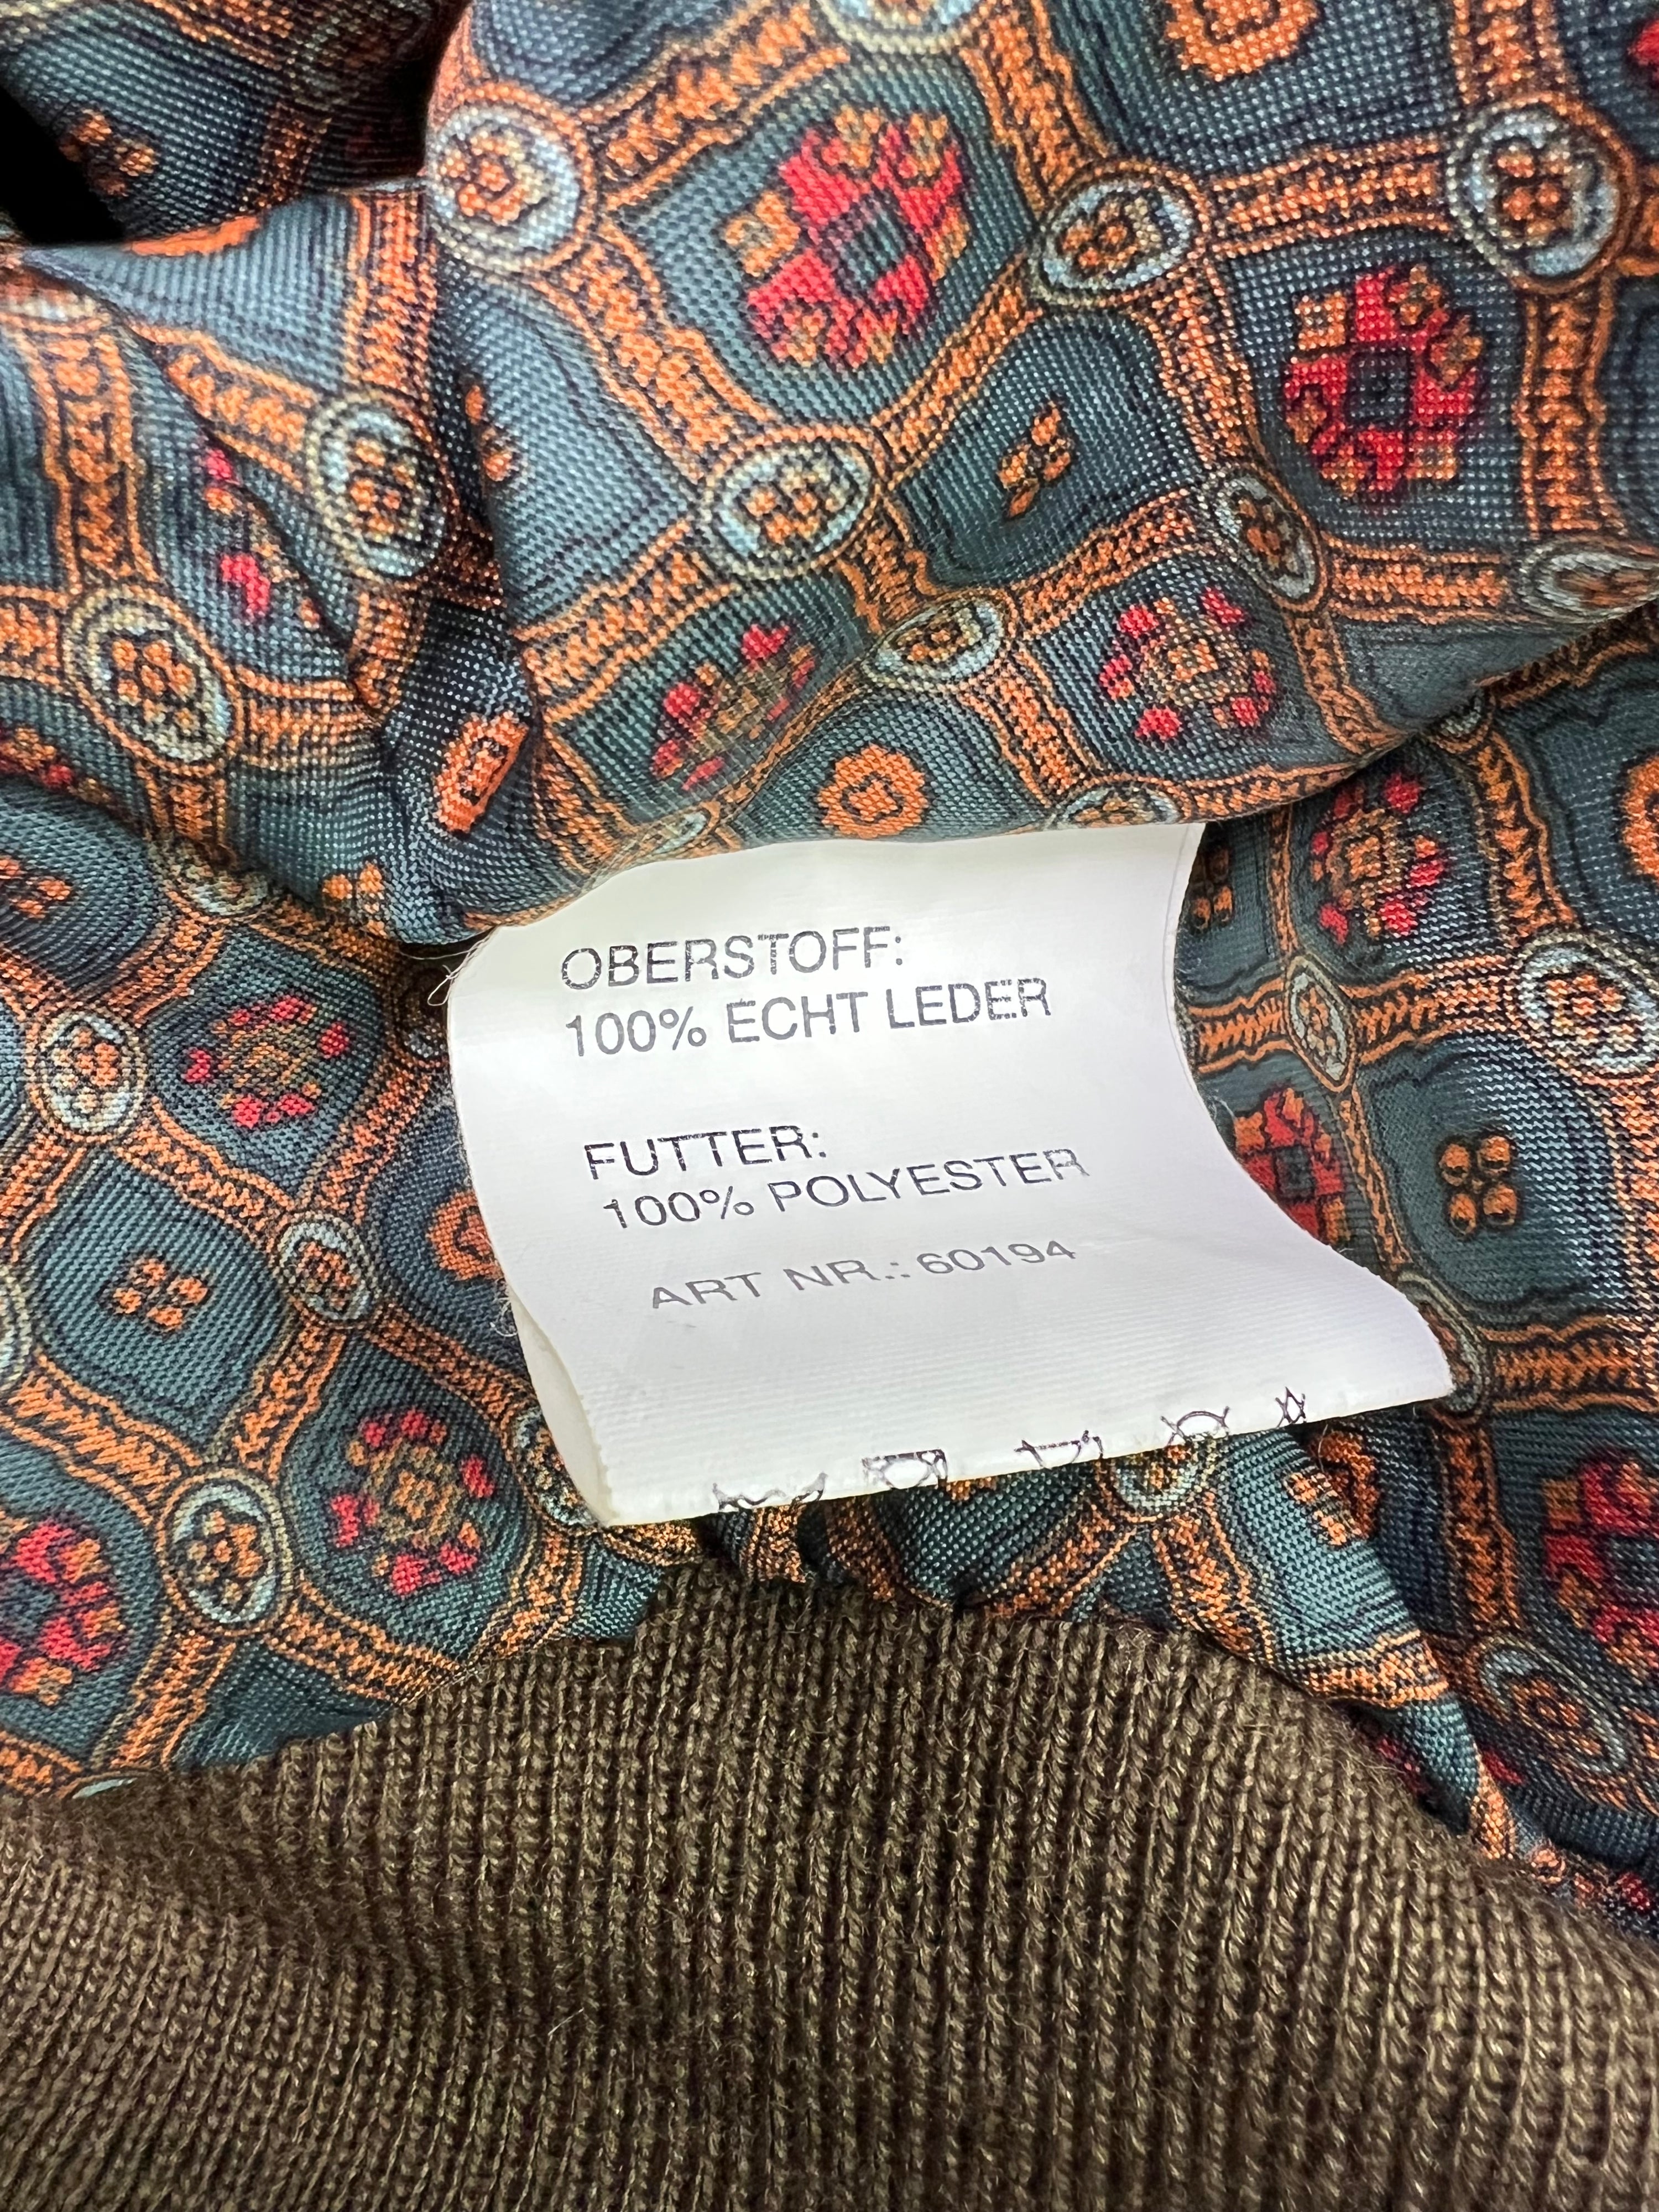 OBERSTOFF:
100% ECHT LEDER
FUTTER:
100% POLYESTER
ART NR.: 60194